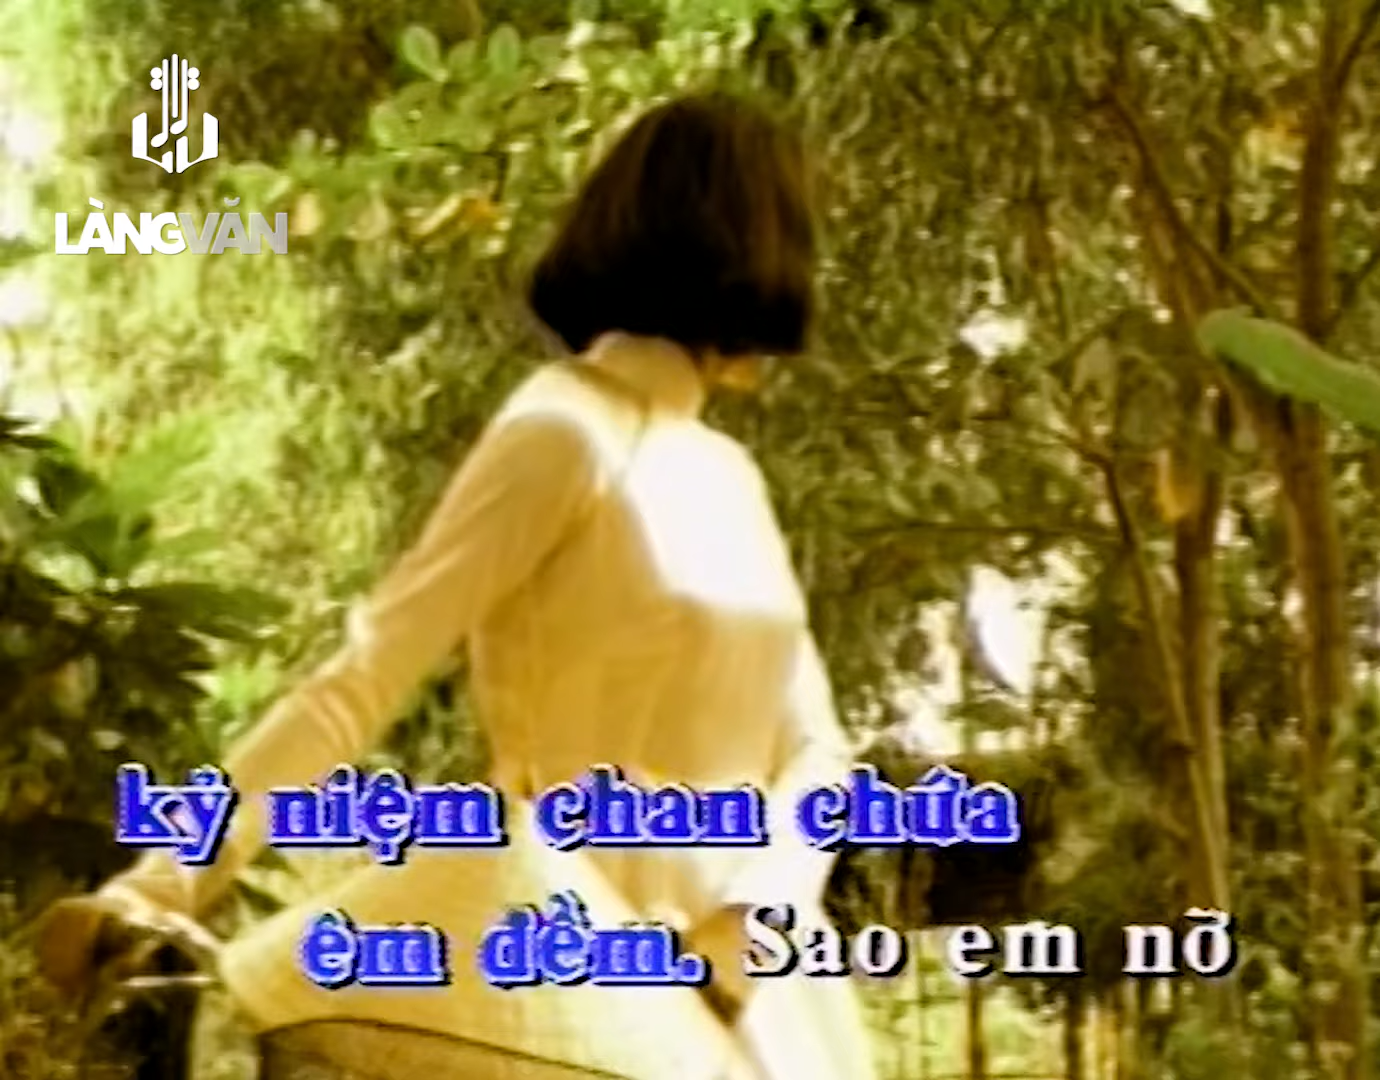 LÀNGVĂN
kỷ niệm chan chứa
êm đềm. Sao em nỡ